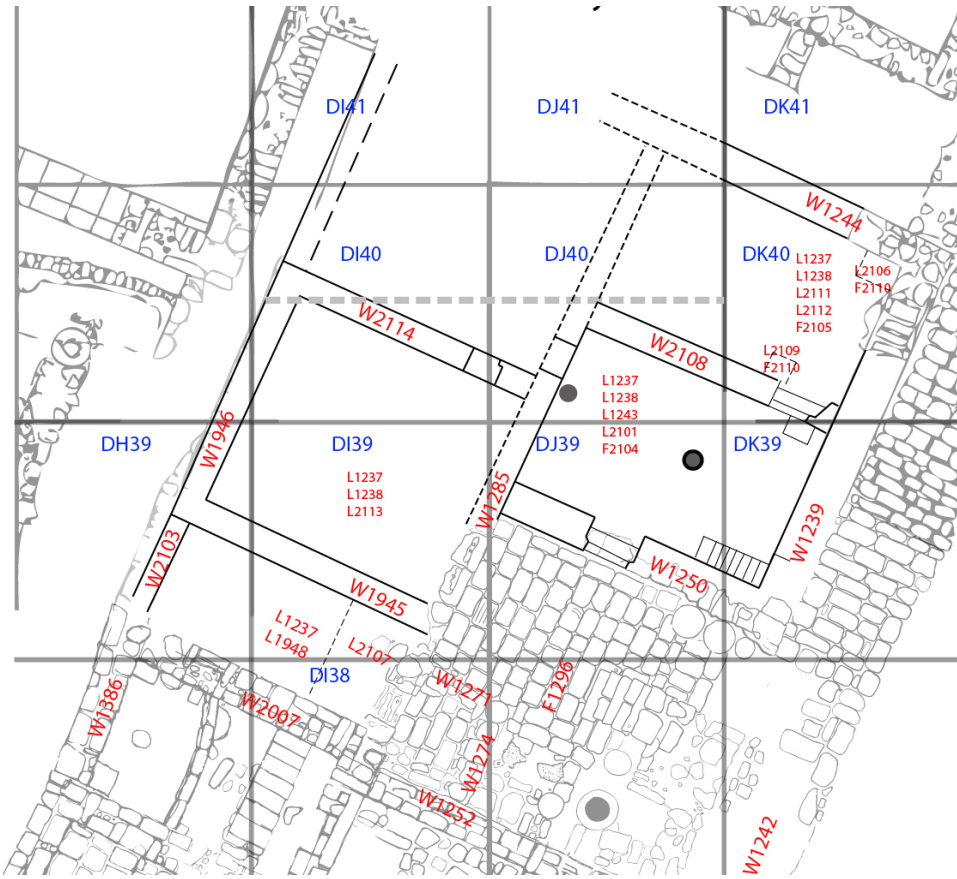 DI41
DJ41
DK41
W1244
DI40
DJ40
DK40
L1237
L1238
L2111
L2112
F2105
L2106
F2110
W2114
W2108
L2109
F2110
L1237
L1238
L1243
L2101
F2104
DH39
W1946
DI39
DJ39
DK39
L1237
L1238
L2113
W1285
W1239
W2103
W1945
W1250
L1237
L1948
L2107
DI38
W1386
W2007
W1271
F1296
W1274
W1252
W1242